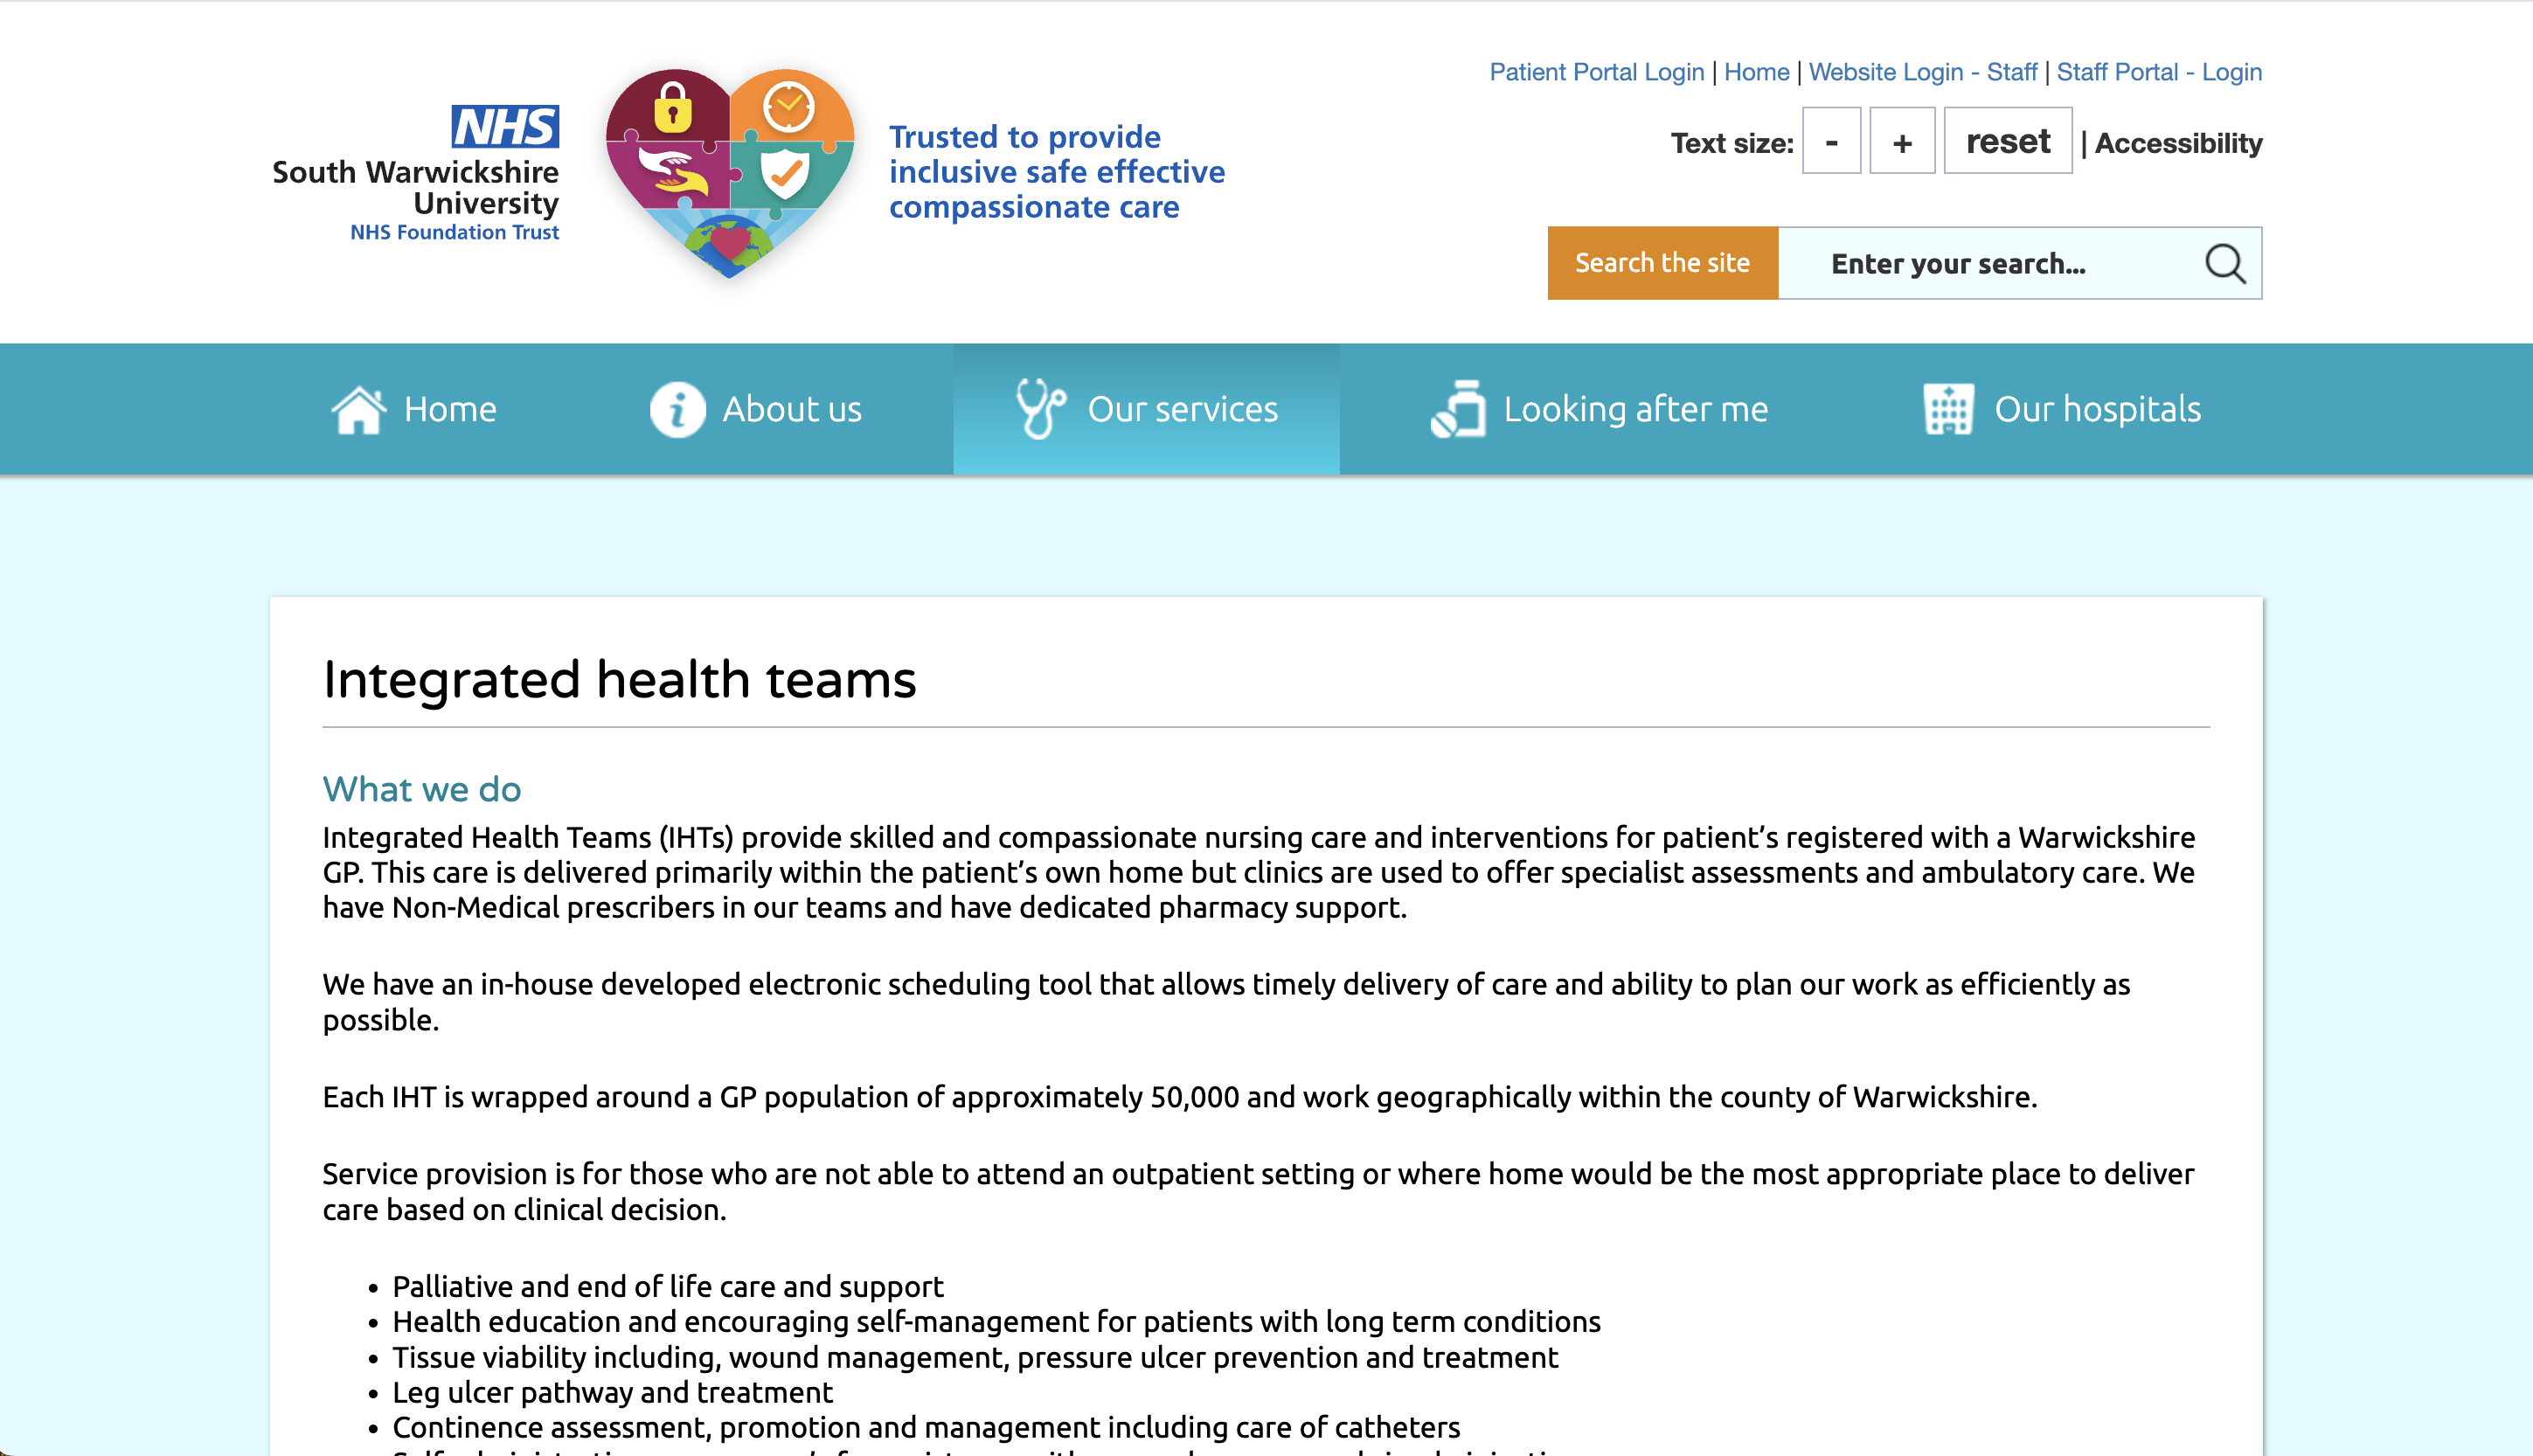 Patient Portal Login | Home | Website Login - Staff | Staff Portal - Login
Text size: - + reset | Accessibility
NHS
South Warwickshire
University
NHS Foundation Trust
Trusted to provide
inclusive safe effective
compassionate care
Search the site Enter your search...
Home About us Our services Looking after me Our hospitals
Integrated health teams
What we do
Integrated Health Teams (IHTs) provide skilled and compassionate nursing care and interventions for patient’s registered with a Warwickshire
GP. This care is delivered primarily within the patient’s own home but clinics are used to offer specialist assessments and ambulatory care. We
have Non-Medical prescribers in our teams and have dedicated pharmacy support.
We have an in-house developed electronic scheduling tool that allows timely delivery of care and ability to plan our work as efficiently as
possible.
Each IHT is wrapped around a GP population of approximately 50,000 and work geographically within the county of Warwickshire.
Service provision is for those who are not able to attend an outpatient setting or where home would be the most appropriate place to deliver
care based on clinical decision.
• Palliative and end of life care and support
• Health education and encouraging self-management for patients with long term conditions
• Tissue viability including, wound management, pressure ulcer prevention and treatment
• Leg ulcer pathway and treatment
• Continence assessment, promotion and management including care of catheters